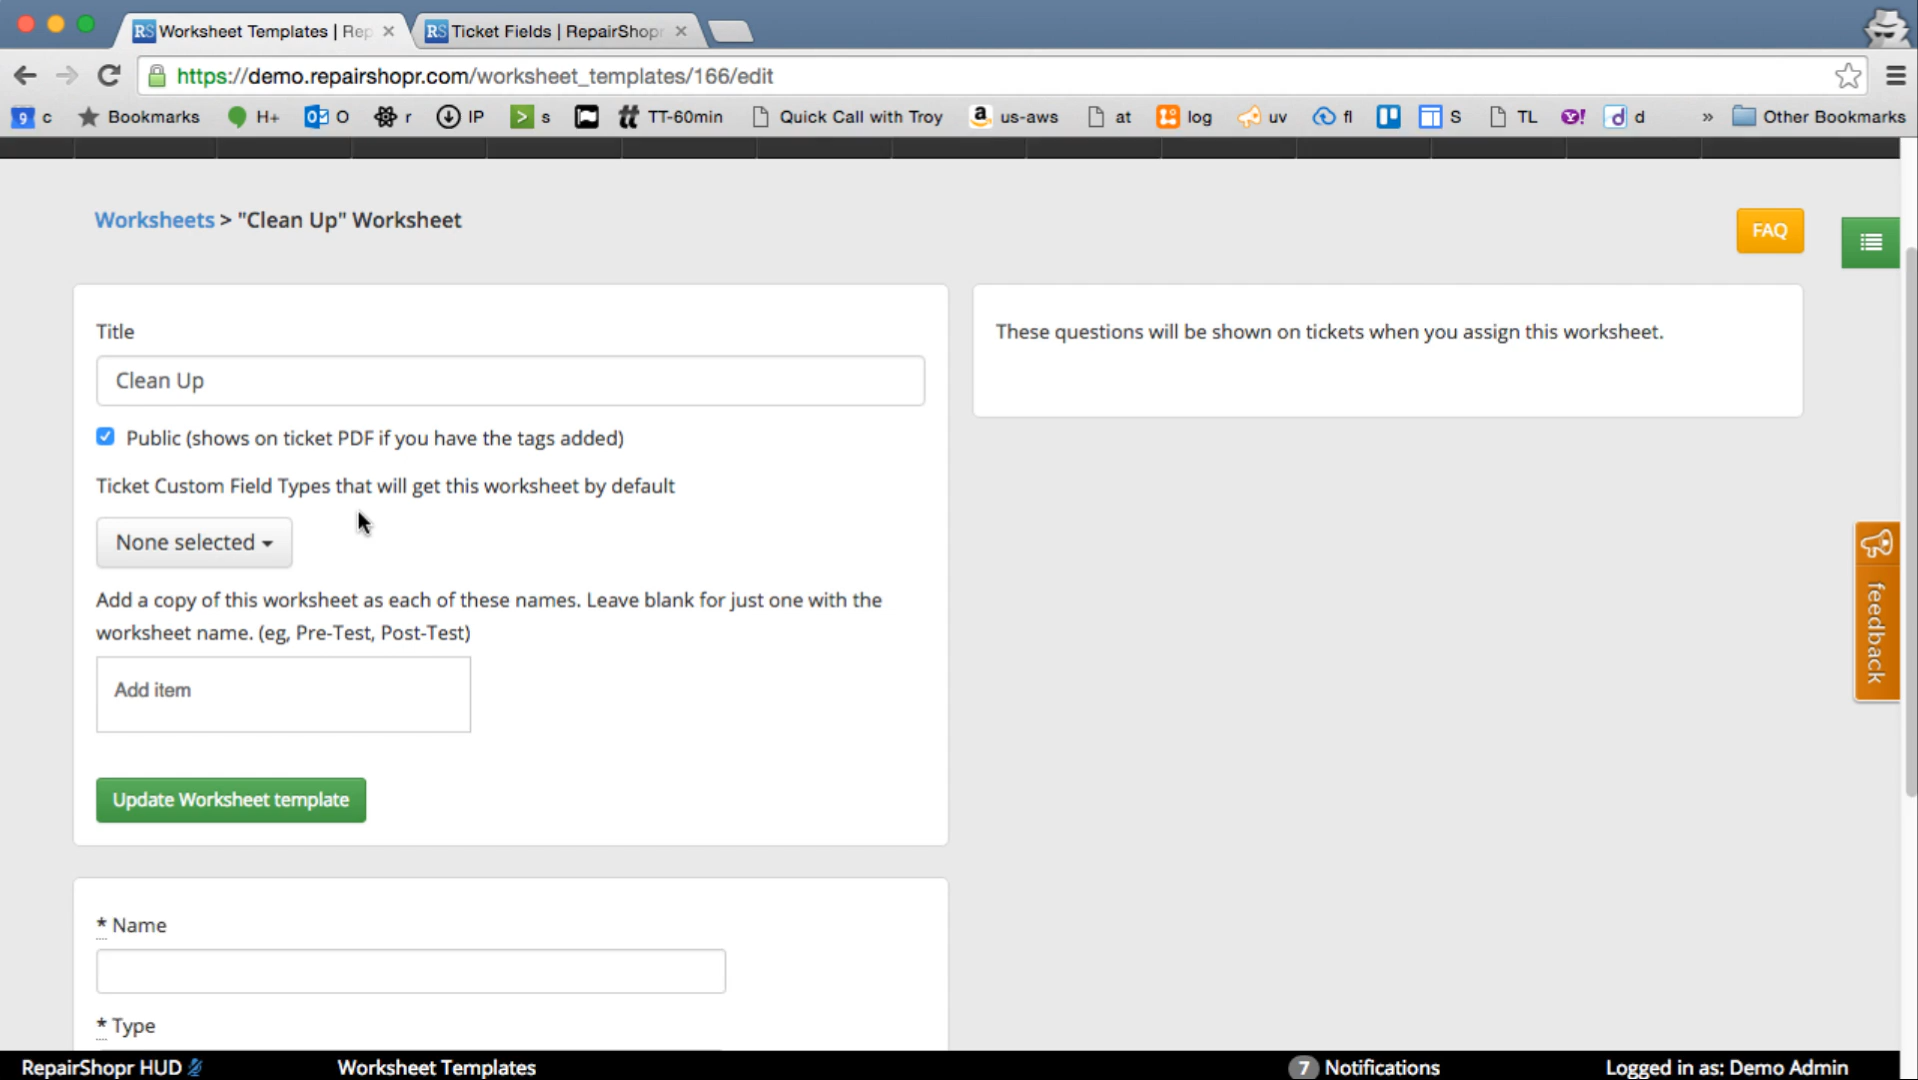 RS Worksheet Templates | Rep
RS Ticket Fields | RepairShopr
https://demo.repairshopr.com/worksheet_templates/166/edit
9 c Bookmarks H+ O r IP > s TT-60min Quick Call with Troy a us-aws at log uv fl S TL Y! d d » Other Bookmarks
Worksheets > "Clean Up" Worksheet
FAQ
Title
Clean Up
Public (shows on ticket PDF if you have the tags added)
Ticket Custom Field Types that will get this worksheet by default
None selected
Add a copy of this worksheet as each of these names. Leave blank for just one with the
worksheet name. (eg, Pre-Test, Post-Test)
Add item
Update Worksheet template
These questions will be shown on tickets when you assign this worksheet.
feedback
* Name
* Type
RepairShopr HUD Worksheet Templates 7 Notifications Logged in as: Demo Admin